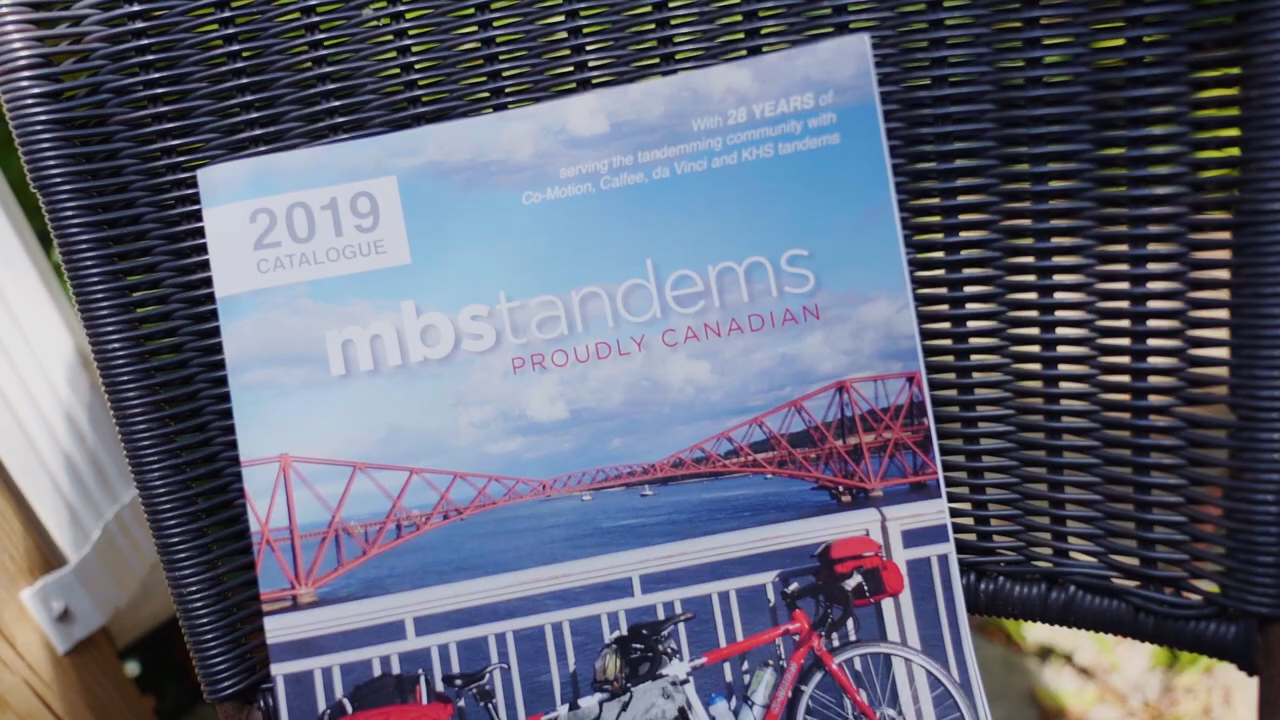 With 28 YEARS of
serving the tandemming community with
Co-Motion, Calfee, da Vinci and KHS tandems
2019
CATALOGUE
mbstandems
PROUDLY CANADIAN